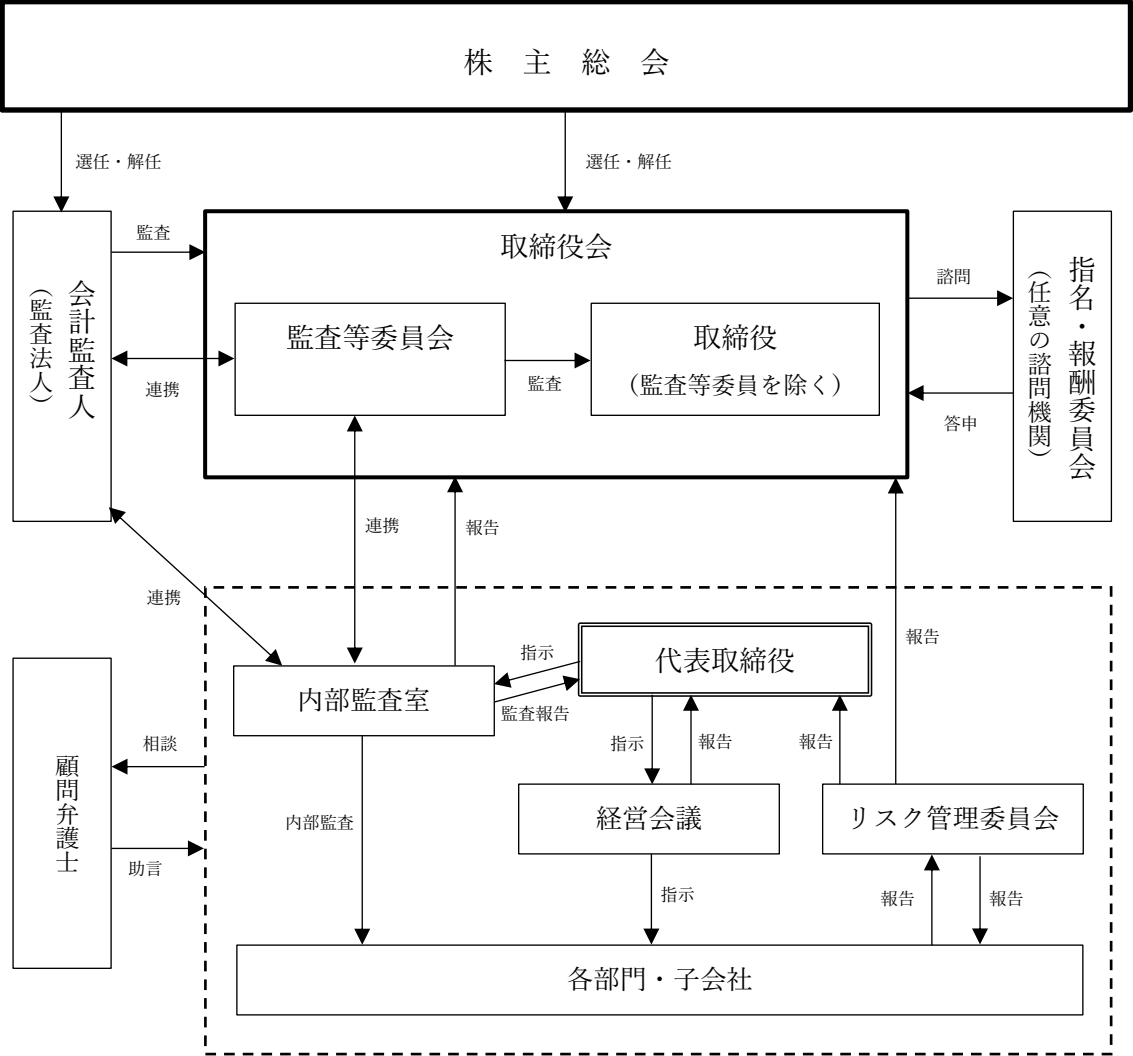 株 主 総 会
選任・解任
選任・解任
会計監査人
(監査法人)
監査
取締役会
諮問
指名・報酬委員会
(任意の諮問機関)
監査等委員会
監査
取締役
（監査等委員を除く）
連携
答申
連携
報告
連携
報告
代表取締役
指示
監査報告
内部監査室
指示
報告
報告
相談
顧問弁護士
助言
内部監査
経営会議
リスク管理委員会
指示
報告
報告
各部門・子会社